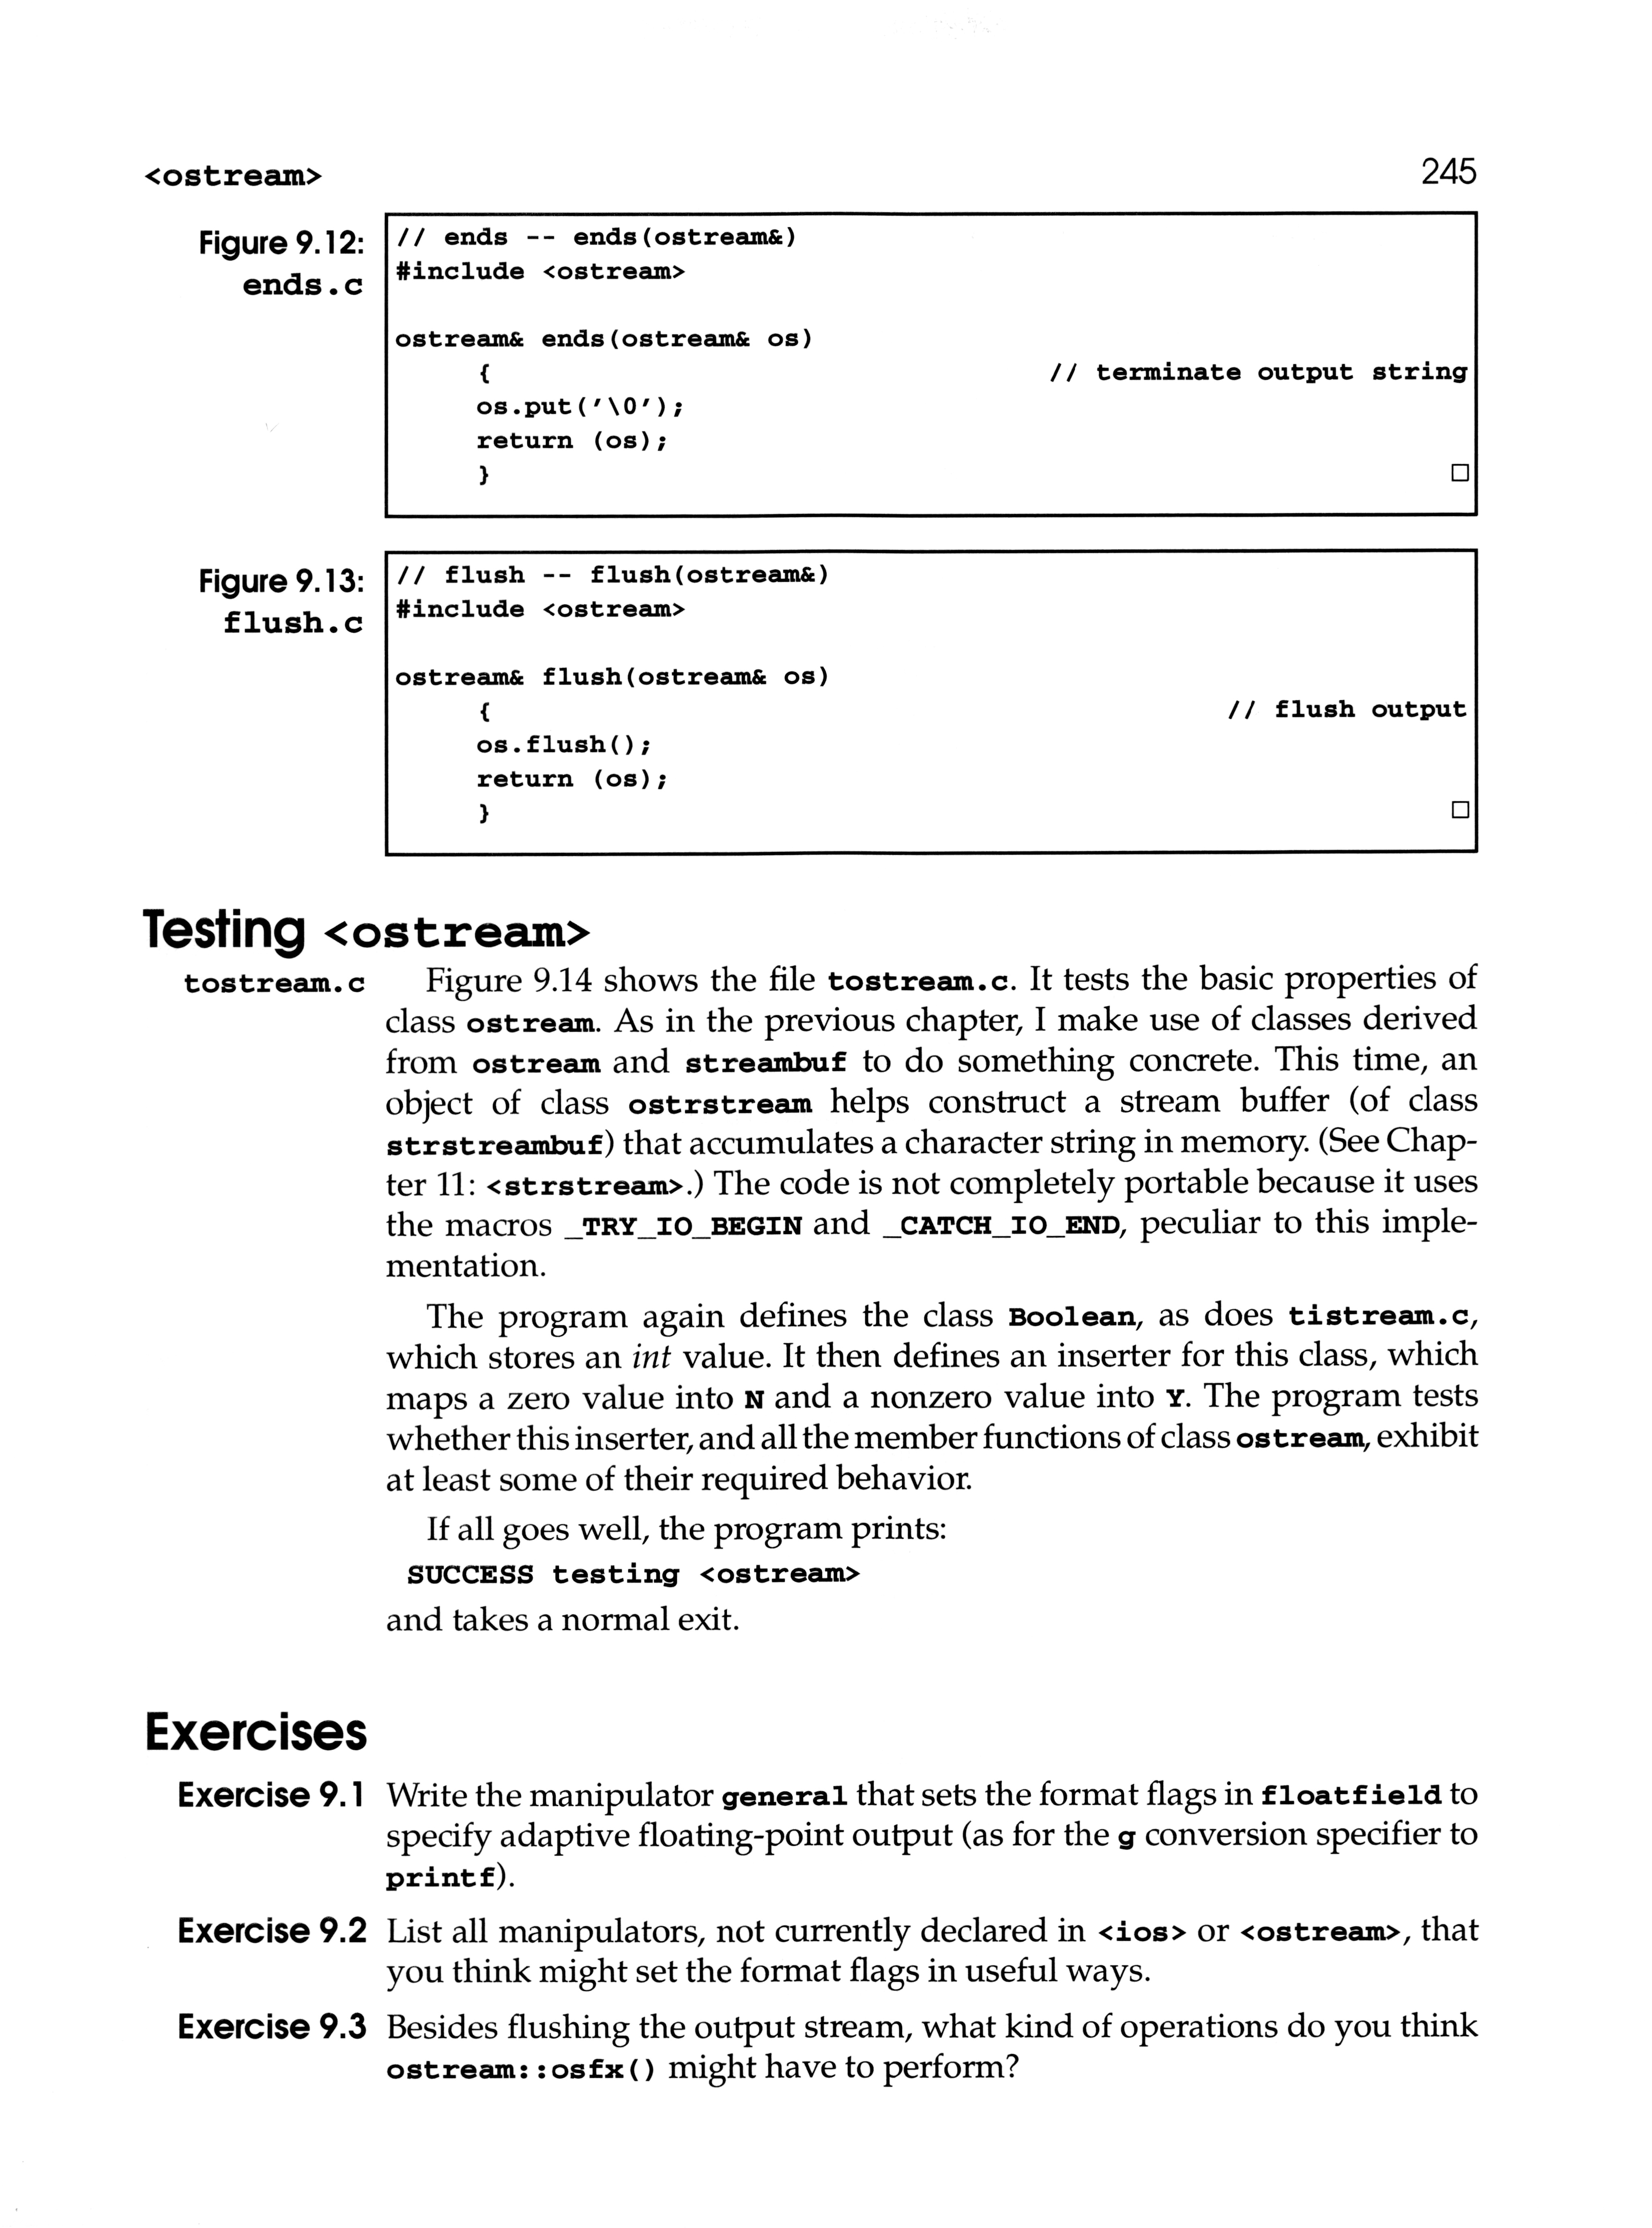 <ostream>
245
Figure 9.12:
ends.c
// ends -- ends(ostream&)
#include <ostream>
ostream& ends(ostream& os)
{ // terminate output string
os.put('\0');
return (os);
}
Figure 9.13:
flush.c
// flush -- flush(ostream&)
#include <ostream>
ostream& flush(ostream& os)
{ // flush output
os.flush();
return (os);
}
Testing <ostream>
tostream.c
Figure 9.14 shows the file tostream.c. It tests the basic properties of
class ostream. As in the previous chapter, I make use of classes derived
from ostream and streambuf to do something concrete. This time, an
object of class ostrstream helps construct a stream buffer (of class
strstreambuf) that accumulates a character string in memory. (See Chap-
ter 11: <strstream>.) The code is not completely portable because it uses
the macros _TRY_IO_BEGIN and _CATCH_IO_END, peculiar to this imple-
mentation.
The program again defines the class Boolean, as does tistream.c,
which stores an int value. It then defines an inserter for this class, which
maps a zero value into N and a nonzero value into Y. The program tests
whether this inserter, and all the member functions of class ostream, exhibit
at least some of their required behavior.
If all goes well, the program prints:
SUCCESS testing <ostream>
and takes a normal exit.
Exercises
Exercise 9.1 Write the manipulator general that sets the format flags in floatfield to
specify adaptive floating-point output (as for the g conversion specifier to
printf).
Exercise 9.2 List all manipulators, not currently declared in <ios> or <ostream>, that
you think might set the format flags in useful ways.
Exercise 9.3 Besides flushing the output stream, what kind of operations do you think
ostream::osfx() might have to perform?